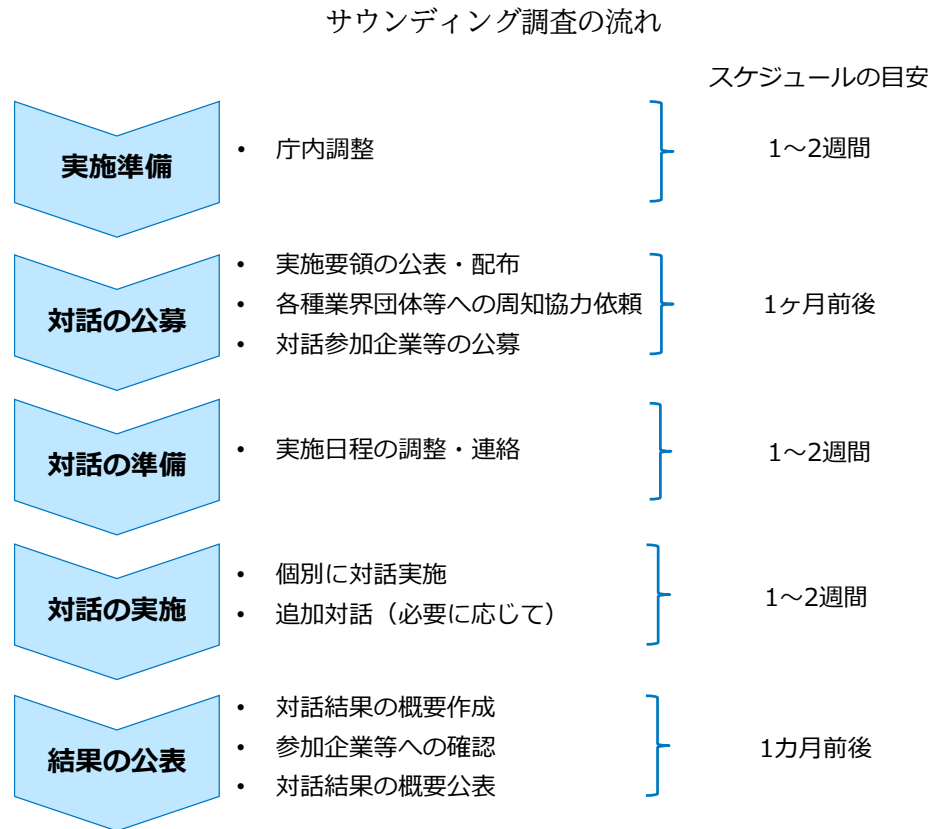 サウンディング調査の流れ
スケジュールの目安
実施準備
• 庁内調整
1～2週間
対話の公募
• 実施要領の公表・配布
• 各種業界団体等への周知協力依頼
• 対話参加企業等の公募
1ヶ月前後
対話の準備
• 実施日程の調整・連絡
1～2週間
対話の実施
• 個別に対話実施
• 追加対話（必要に応じて）
1～2週間
結果の公表
• 対話結果の概要作成
• 参加企業等への確認
• 対話結果の概要公表
1カ月前後